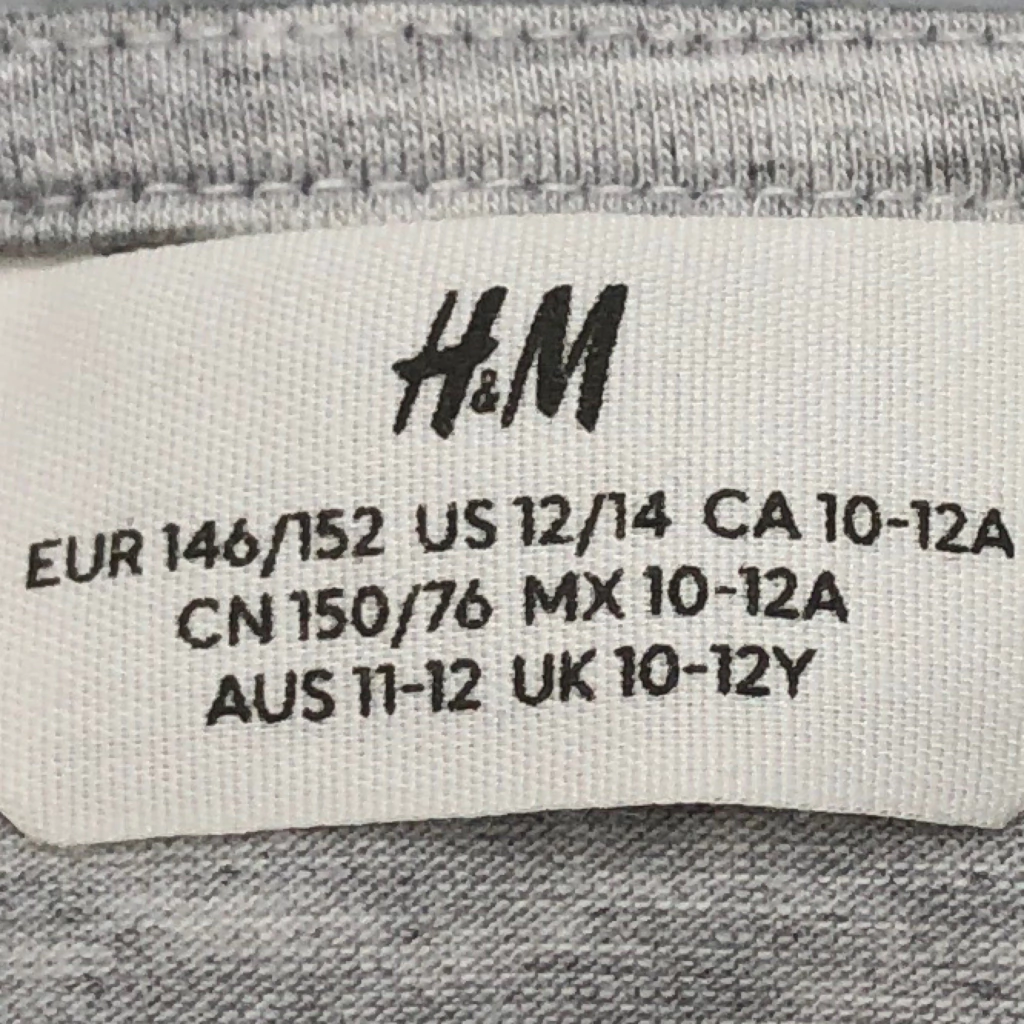 H&M
EUR 146/152 US 12/14 CA 10-12A
CN 150/76 MX 10-12A
AUS 11-12 UK 10-12Y